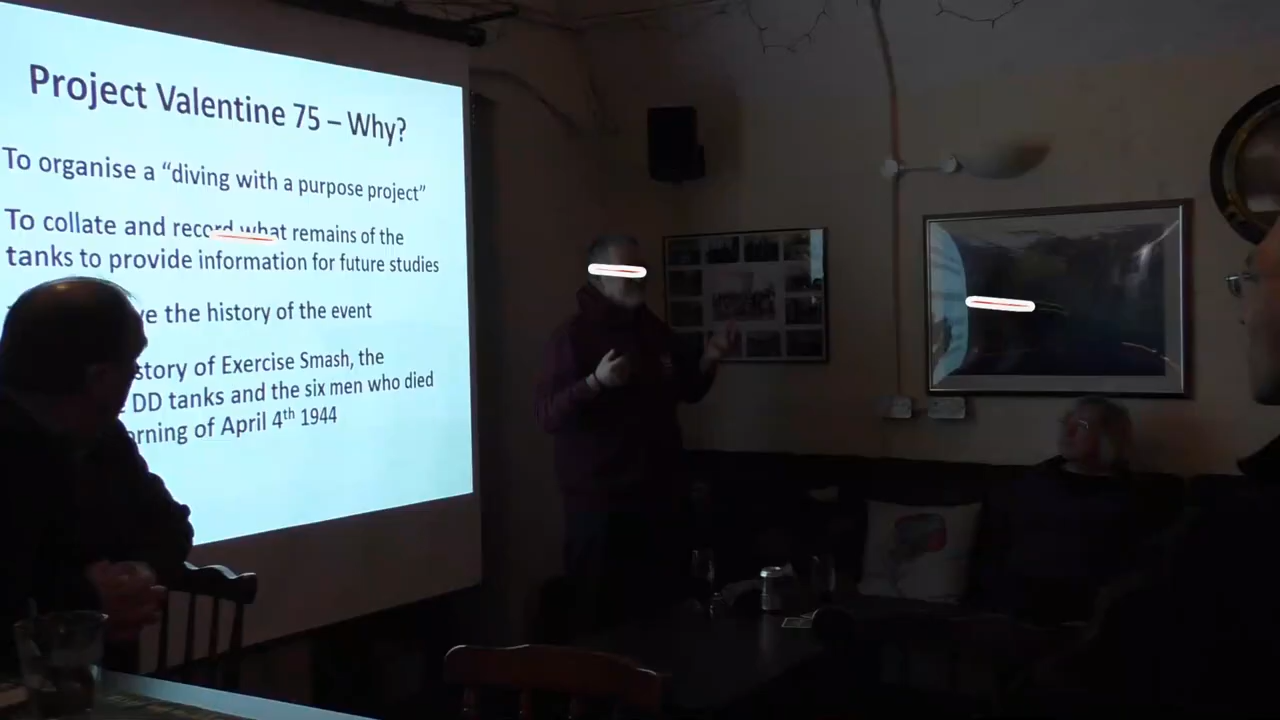 Project Valentine 75 – Why?
To organise a “diving with a purpose project”
To collate and record what remains of the
tanks to provide information for future studies
the history of the event
of Exercise Smash, the
DD tanks and the six men who died
of April 4th 1944